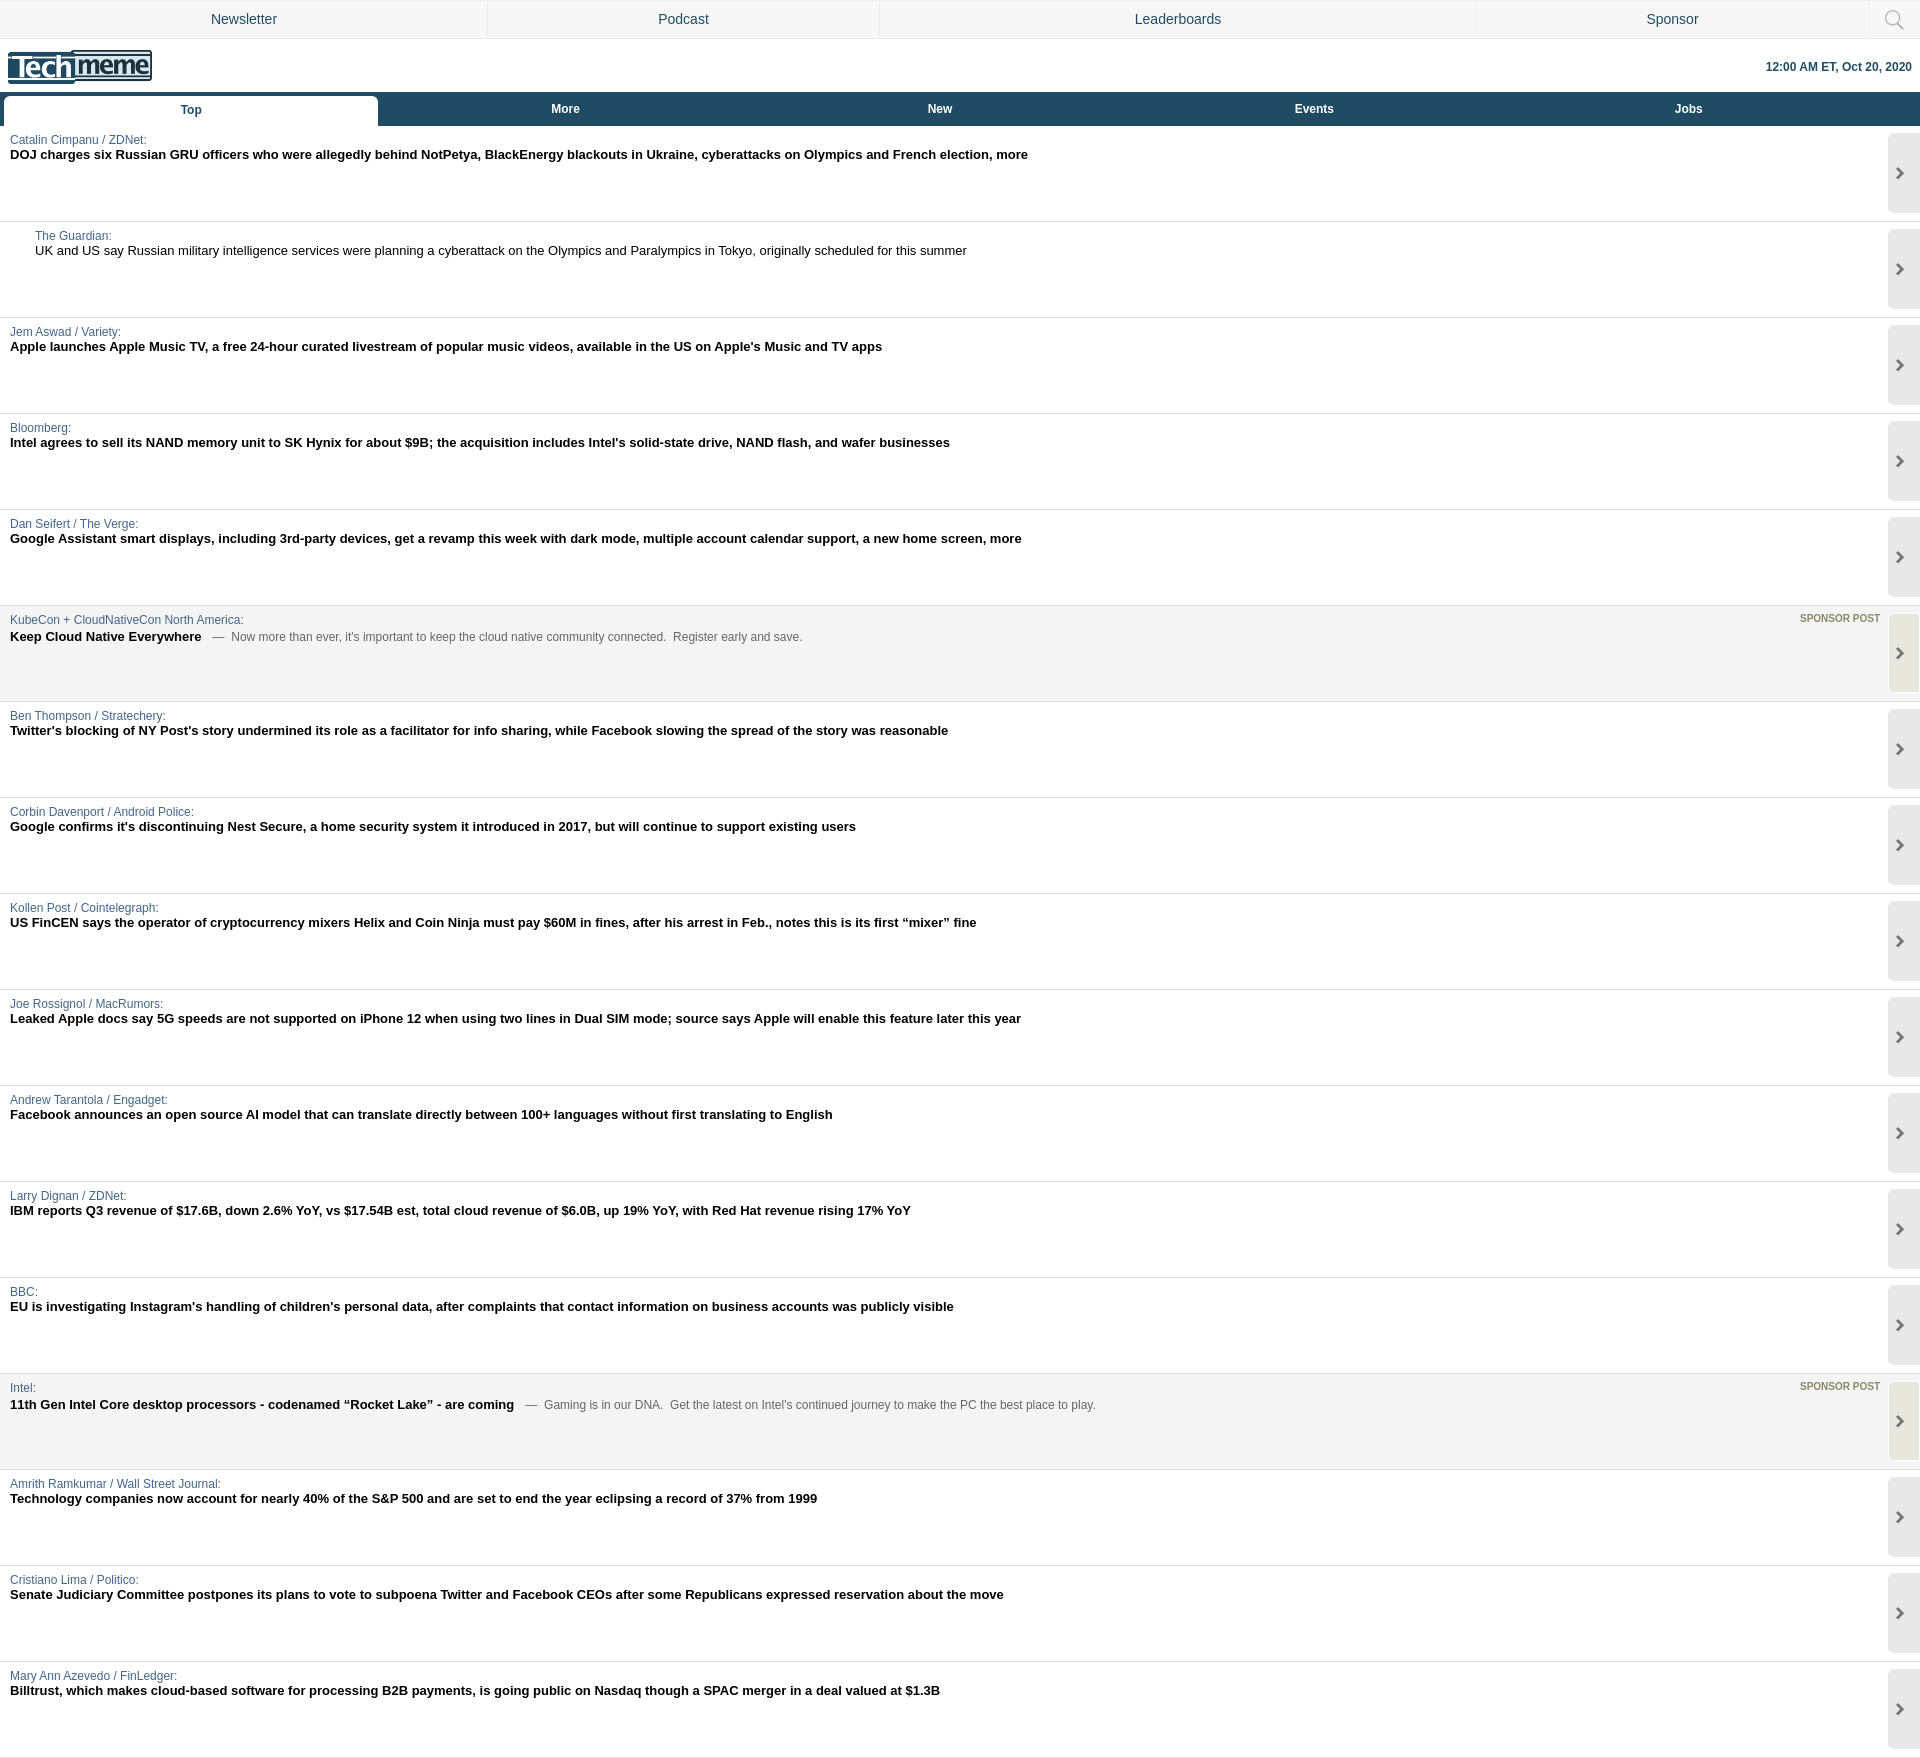 Newsletter
Podcast
Leaderboards
Sponsor
Techmeme
12:00 AM ET, Oct 20, 2020
Top
More
New
Events
Jobs
Catalin Cimpanu / ZDNet:
DOJ charges six Russian GRU officers who were allegedly behind NotPetya, BlackEnergy blackouts in Ukraine, cyberattacks on Olympics and French election, more
The Guardian:
UK and US say Russian military intelligence services were planning a cyberattack on the Olympics and Paralympics in Tokyo, originally scheduled for this summer
Jem Aswad / Variety:
Apple launches Apple Music TV, a free 24-hour curated livestream of popular music videos, available in the US on Apple's Music and TV apps
Bloomberg:
Intel agrees to sell its NAND memory unit to SK Hynix for about $9B; the acquisition includes Intel's solid-state drive, NAND flash, and wafer businesses
Dan Seifert / The Verge:
Google Assistant smart displays, including 3rd-party devices, get a revamp this week with dark mode, multiple account calendar support, a new home screen, more
KubeCon + CloudNativeCon North America:
SPONSOR POST
Keep Cloud Native Everywhere — Now more than ever, it's important to keep the cloud native community connected. Register early and save.
Ben Thompson / Stratechery:
Twitter's blocking of NY Post's story undermined its role as a facilitator for info sharing, while Facebook slowing the spread of the story was reasonable
Corbin Davenport / Android Police:
Google confirms it's discontinuing Nest Secure, a home security system it introduced in 2017, but will continue to support existing users
Kollen Post / Cointelegraph:
US FinCEN says the operator of cryptocurrency mixers Helix and Coin Ninja must pay $60M in fines, after his arrest in Feb., notes this is its first “mixer” fine
Joe Rossignol / MacRumors:
Leaked Apple docs say 5G speeds are not supported on iPhone 12 when using two lines in Dual SIM mode; source says Apple will enable this feature later this year
Andrew Tarantola / Engadget:
Facebook announces an open source AI model that can translate directly between 100+ languages without first translating to English
Larry Dignan / ZDNet:
IBM reports Q3 revenue of $17.6B, down 2.6% YoY, vs $17.54B est, total cloud revenue of $6.0B, up 19% YoY, with Red Hat revenue rising 17% YoY
BBC:
EU is investigating Instagram's handling of children's personal data, after complaints that contact information on business accounts was publicly visible
Intel:
SPONSOR POST
11th Gen Intel Core desktop processors - codenamed “Rocket Lake” - are coming — Gaming is in our DNA. Get the latest on Intel's continued journey to make the PC the best place to play.
Amrith Ramkumar / Wall Street Journal:
Technology companies now account for nearly 40% of the S&P 500 and are set to end the year eclipsing a record of 37% from 1999
Cristiano Lima / Politico:
Senate Judiciary Committee postpones its plans to vote to subpoena Twitter and Facebook CEOs after some Republicans expressed reservation about the move
Mary Ann Azevedo / FinLedger:
Billtrust, which makes cloud-based software for processing B2B payments, is going public on Nasdaq though a SPAC merger in a deal valued at $1.3B